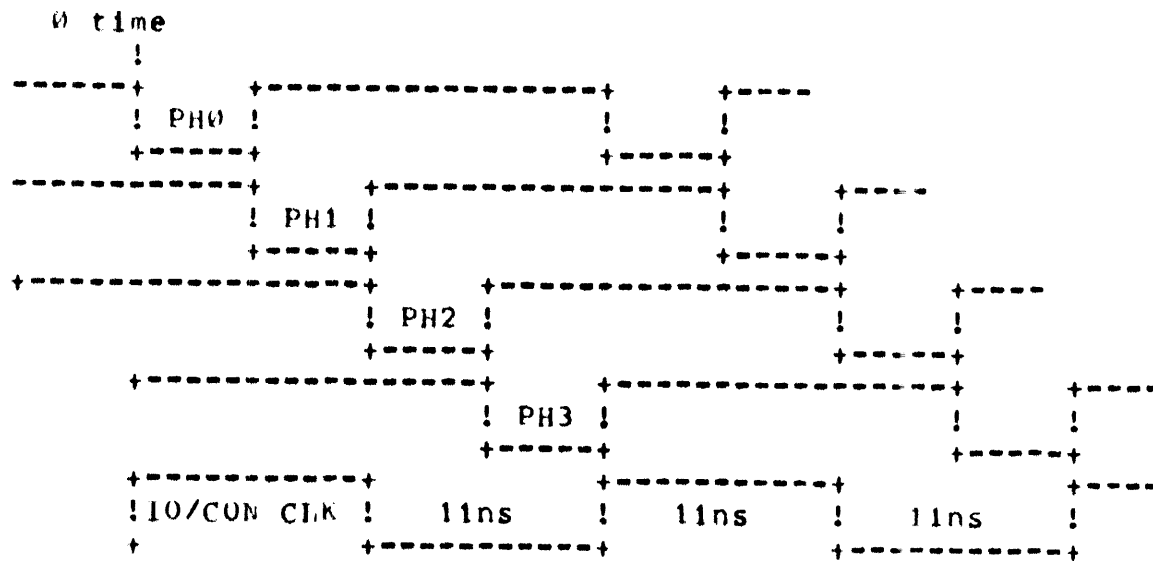 0 time
PH0
PH1
PH2
PH3
IO/CON CLK 11ns 11ns 11ns